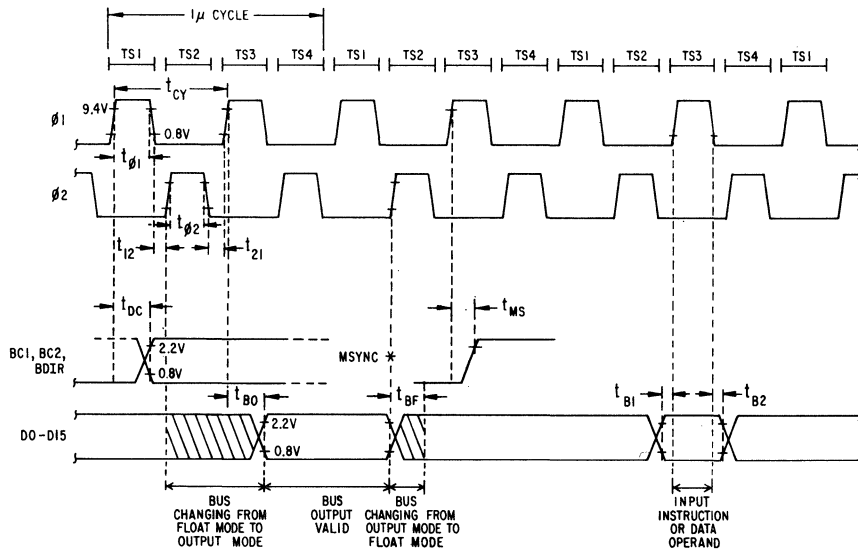 1µ CYCLE
TS1 TS2 TS3 TS4 TS1 TS2 TS3 TS4 TS1 TS2 TS3 TS4 TS1
tCY
Ø1
9.4V
0.8V
tØ1
Ø2
tØ2
t12
t21
tDC
tMS
BC1, BC2,
BDIR
2.2V
0.8V
MSYNC *
tBO
tBF
tB1
tB2
DO-D15
2.2V
0.8V
BUS
CHANGING FROM
FLOAT MODE TO
OUTPUT MODE
BUS
OUTPUT
VALID
BUS
CHANGING FROM
OUTPUT MODE TO
FLOAT MODE
INPUT
INSTRUCTION
OR DATA
OPERAND